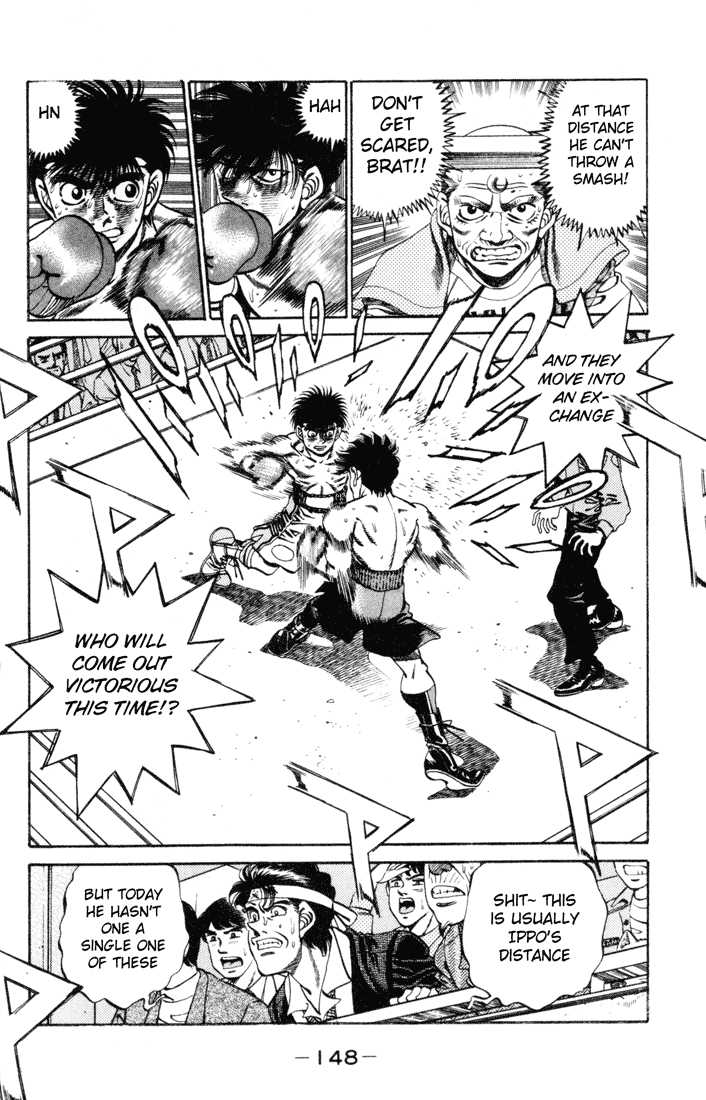 AT THAT
DISTANCE
HE CAN'T
THROW A
SMASH!
DON'T
GET
SCARED,
BRAT!!
HAH
HN
AND THEY
MOVE INTO
AN EX-
CHANGE
WHO WILL
COME OUT
VICTORIOUS
THIS TIME!?
P
P
P
P
P
P
SHIT~ THIS
IS USUALLY
IPPO'S
DISTANCE
BUT TODAY
HE HASN'T
ONE A
SINGLE ONE
OF THESE
-148-